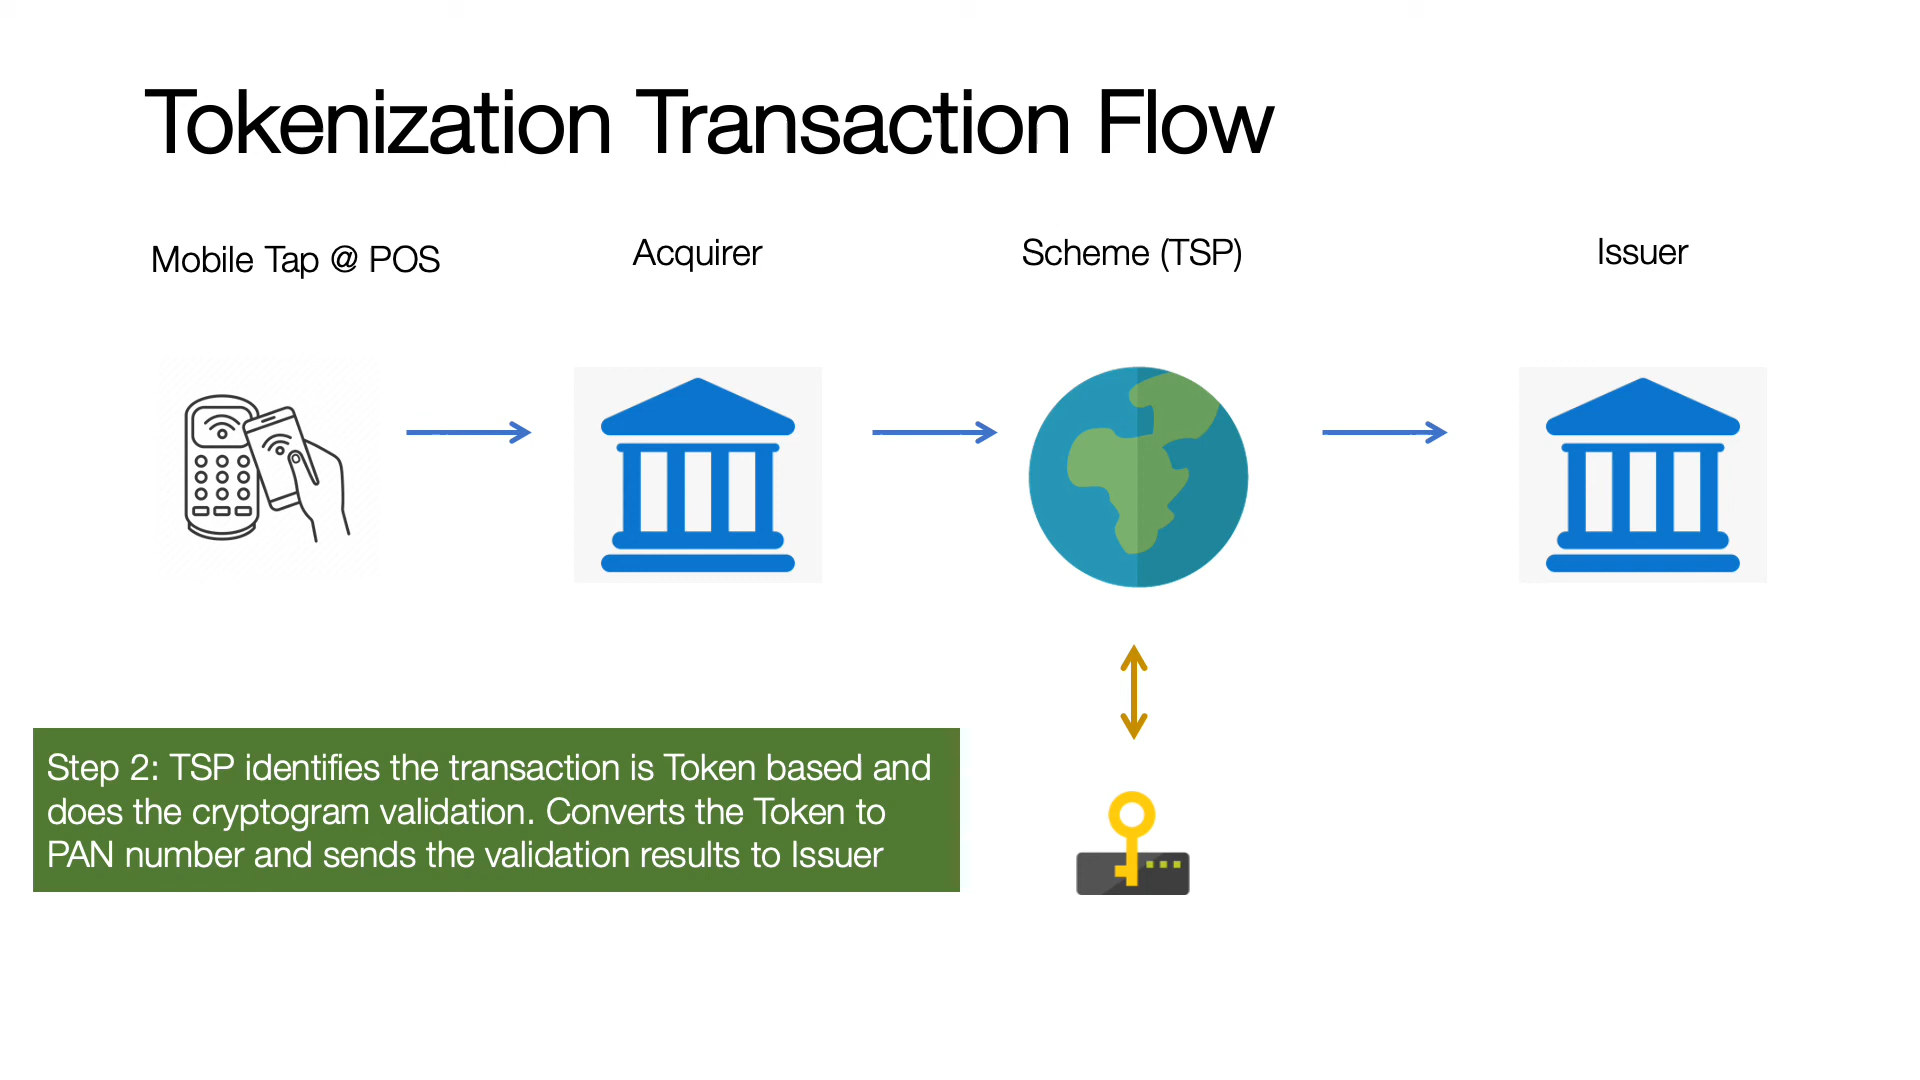 Tokenization Transaction Flow
Mobile Tap @ POS
Acquirer
Scheme (TSP)
Issuer
Step 2: TSP identifies the transaction is Token based and
does the cryptogram validation. Converts the Token to
PAN number and sends the validation results to Issuer